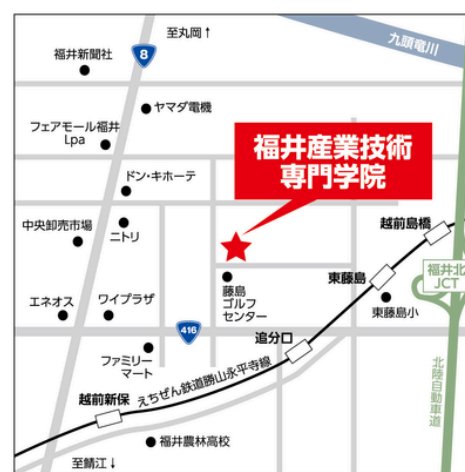 至丸岡↑
九頭竜川
福井新聞社
8
ヤマダ電機
フェアモール福井
Lpa
福井産業技術
専門学院
ドン・キホーテ
中央卸売市場
ニトリ
越前島橋
東藤島
福井北
JCT
藤島
ゴルフ
センター
東藤島小
エネオス
ワイプラザ
416
追分口
ファミリー
マート
えちぜん鉄道勝山永平寺線
北陸自動車道
越前新保
福井農林高校
至鯖江↓